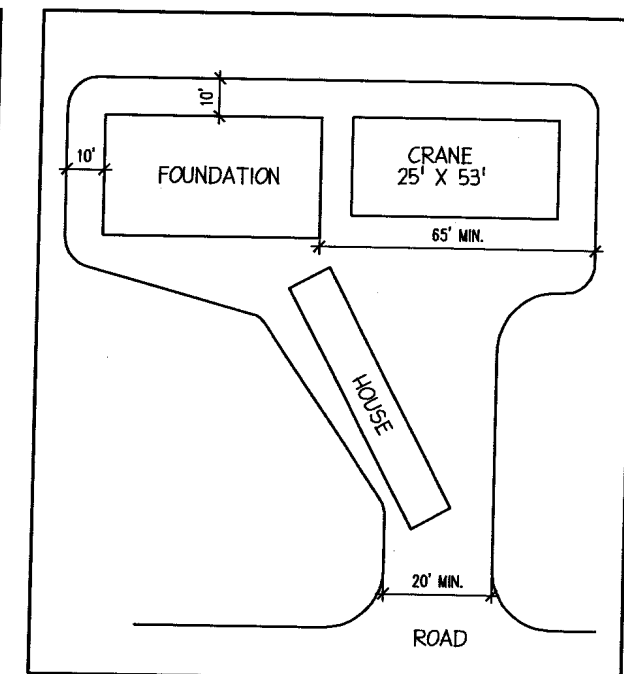 10'
10'
FOUNDATION
CRANE
25' X 53'
65' MIN.
HOUSE
20' MIN.
ROAD